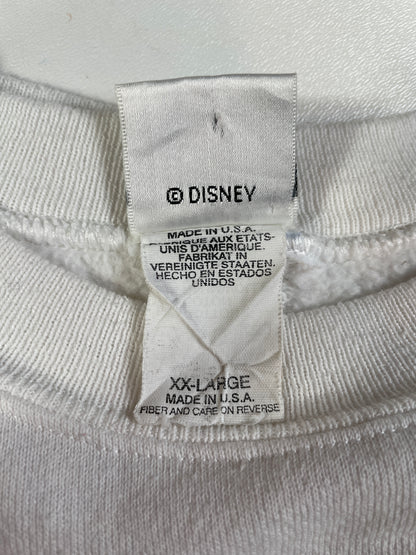 © DISNEY
MADE IN U.S.A.
AUX ETATS-
UNIS D'AMERIQUE.
FABRIKAT IN
VEREINIGTE STAATEN.
HECHO EN ESTADOS
UNIDOS
XX-LARGE
MADE IN U.S.A.
FIBER AND CARE ON REVERSE